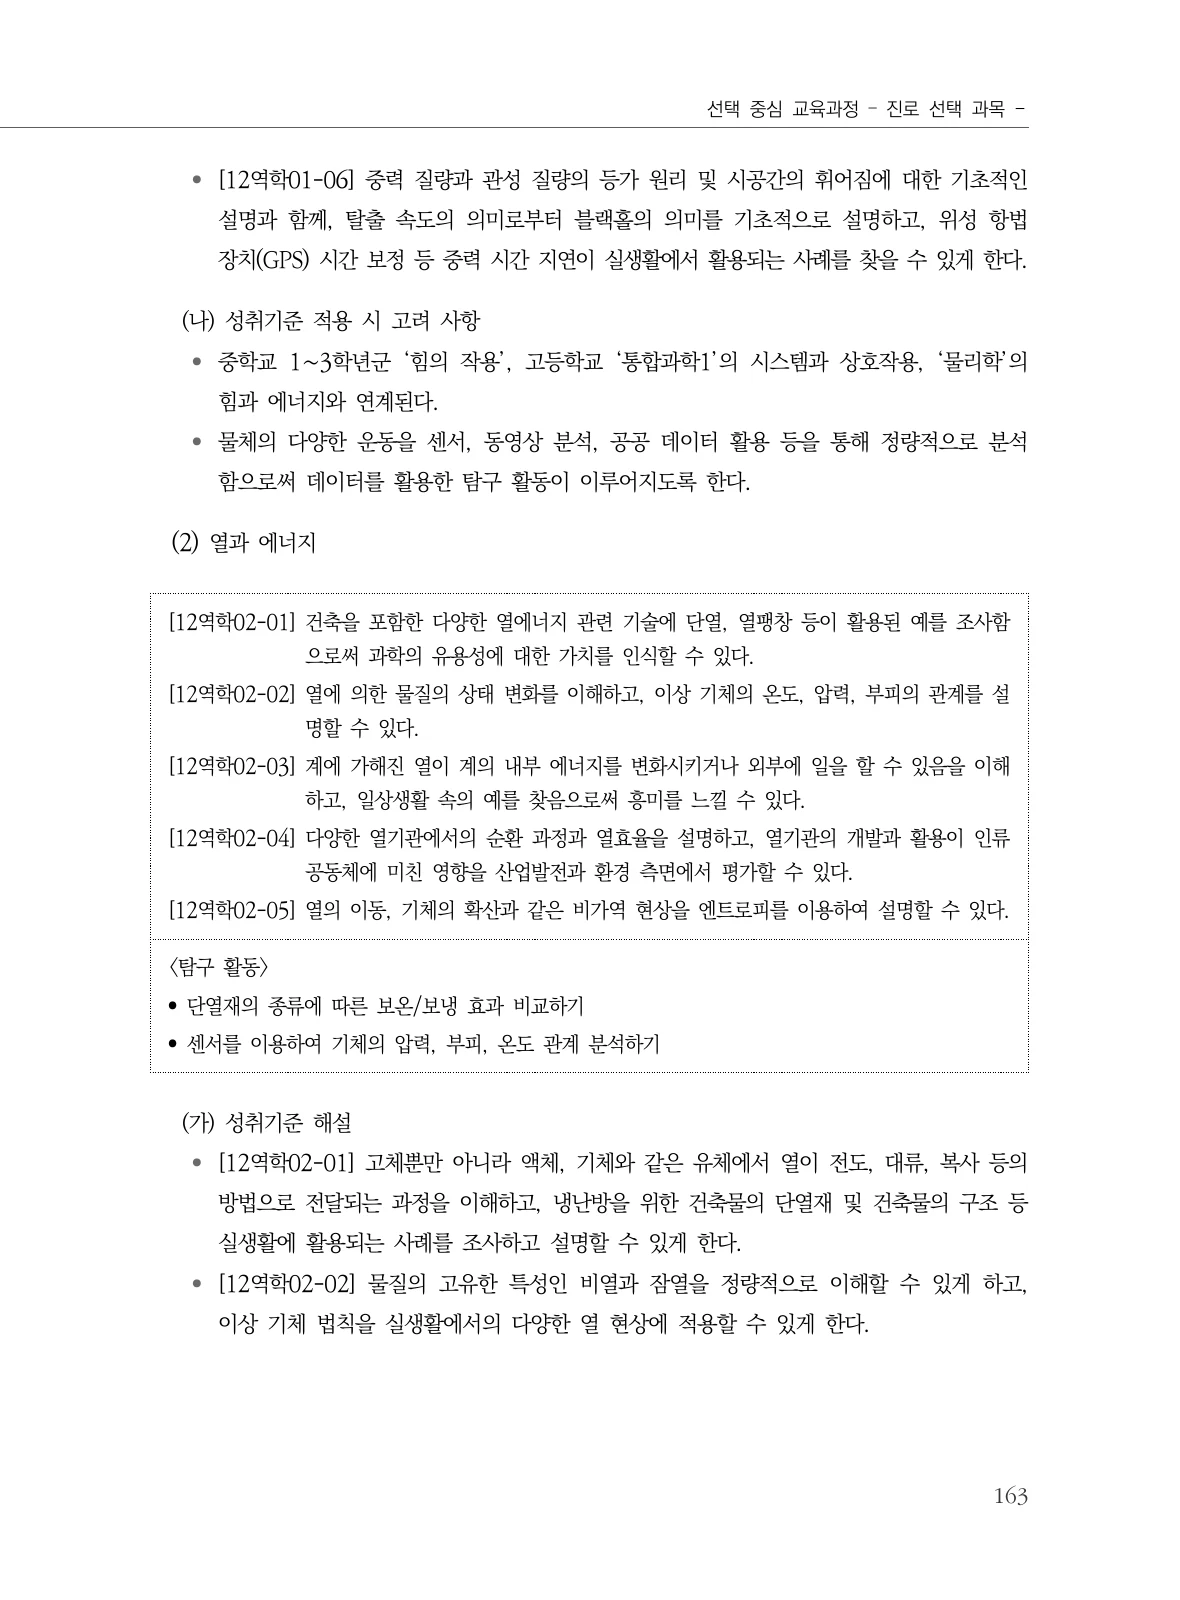 선택 중심 교육과정 - 진로 선택 과목 -
• [12역학01-06] 중력 질량과 관성 질량의 등가 원리 및 시공간의 휘어짐에 대한 기초적인
설명과 함께, 탈출 속도의 의미로부터 블랙홀의 의미를 기초적으로 설명하고, 위성 항법
장치(GPS) 시간 보정 등 중력 시간 지연이 실생활에서 활용되는 사례를 찾을 수 있게 한다.
(나) 성취기준 적용 시 고려 사항
• 중학교 1~3학년군 ‘힘의 작용’, 고등학교 ‘통합과학1’의 시스템과 상호작용, ‘물리학’의
힘과 에너지와 연계된다.
• 물체의 다양한 운동을 센서, 동영상 분석, 공공 데이터 활용 등을 통해 정량적으로 분석
함으로써 데이터를 활용한 탐구 활동이 이루어지도록 한다.
(2) 열과 에너지
[12역학02-01] 건축을 포함한 다양한 열에너지 관련 기술에 단열, 열팽창 등이 활용된 예를 조사함
으로써 과학의 유용성에 대한 가치를 인식할 수 있다.
[12역학02-02] 열에 의한 물질의 상태 변화를 이해하고, 이상 기체의 온도, 압력, 부피의 관계를 설
명할 수 있다.
[12역학02-03] 계에 가해진 열이 계의 내부 에너지를 변화시키거나 외부에 일을 할 수 있음을 이해
하고, 일상생활 속의 예를 찾음으로써 흥미를 느낄 수 있다.
[12역학02-04] 다양한 열기관에서의 순환 과정과 열효율을 설명하고, 열기관의 개발과 활용이 인류
공동체에 미친 영향을 산업발전과 환경 측면에서 평가할 수 있다.
[12역학02-05] 열의 이동, 기체의 확산과 같은 비가역 현상을 엔트로피를 이용하여 설명할 수 있다.
〈탐구 활동〉
• 단열재의 종류에 따른 보온/보냉 효과 비교하기
• 센서를 이용하여 기체의 압력, 부피, 온도 관계 분석하기
(가) 성취기준 해설
• [12역학02-01] 고체뿐만 아니라 액체, 기체와 같은 유체에서 열이 전도, 대류, 복사 등의
방법으로 전달되는 과정을 이해하고, 냉난방을 위한 건축물의 단열재 및 건축물의 구조 등
실생활에 활용되는 사례를 조사하고 설명할 수 있게 한다.
• [12역학02-02] 물질의 고유한 특성인 비열과 잠열을 정량적으로 이해할 수 있게 하고,
이상 기체 법칙을 실생활에서의 다양한 열 현상에 적용할 수 있게 한다.
163